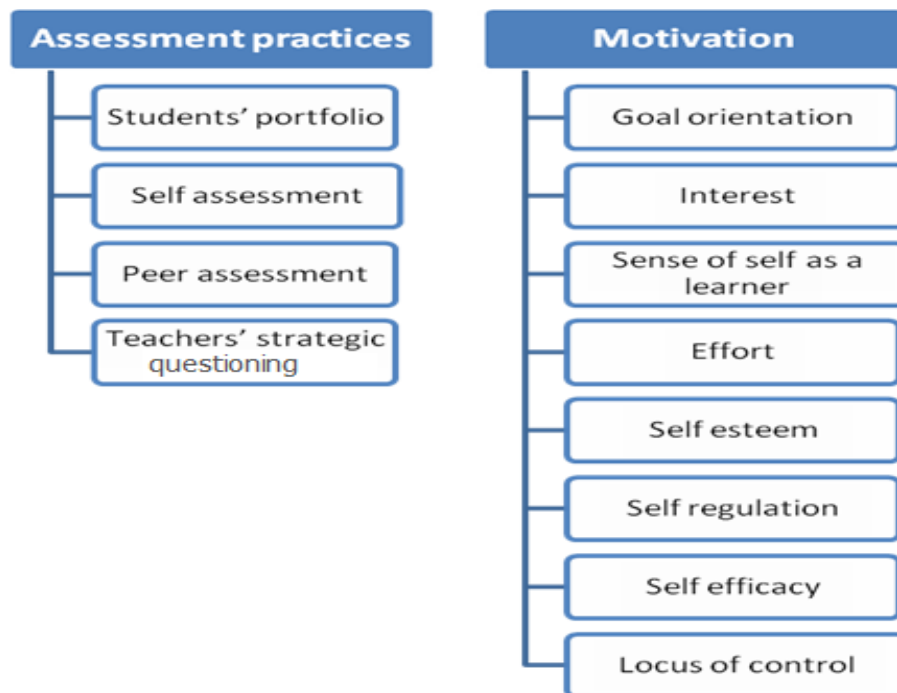 Assessment practices
Students’ portfolio
Self assessment
Peer assessment
Teachers’ strategic
questioning
Motivation
Goal orientation
Interest
Sense of self as a
learner
Effort
Self esteem
Self regulation
Self efficacy
Locus of control